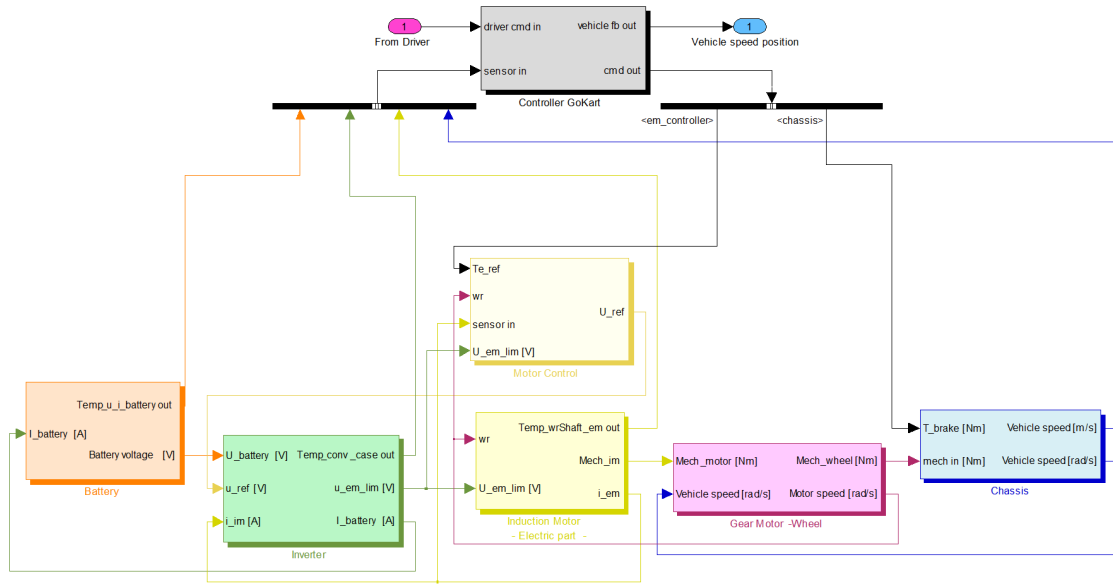 1
driver cmd in
vehicle fb out
1
From Driver
Vehicle speed position
sensor in
cmd out
Controller GoKart
<em_controller>
<chassis>
Te_ref
wr
U_ref
sensor in
U_em_lim [V]
Motor Control
Temp_u_i_battery out
I_battery [A]
Battery voltage [V]
Battery
U_battery [V]
Temp_conv _case out
u_ref [V]
u_em_lim [V]
i_im [A]
I_battery [A]
Inverter
Temp_wrShaft_em out
wr
Mech_im
U_em_lim [V]
i_em
Induction Motor
- Electric part -
Mech_motor [Nm]
Mech_wheel [Nm]
Vehicle speed [rad/s]
Motor speed [rad/s]
Gear Motor -Wheel
T_brake [Nm]
Vehicle speed [m/s]
mech in [Nm]
Vehicle speed [rad/s]
Chassis